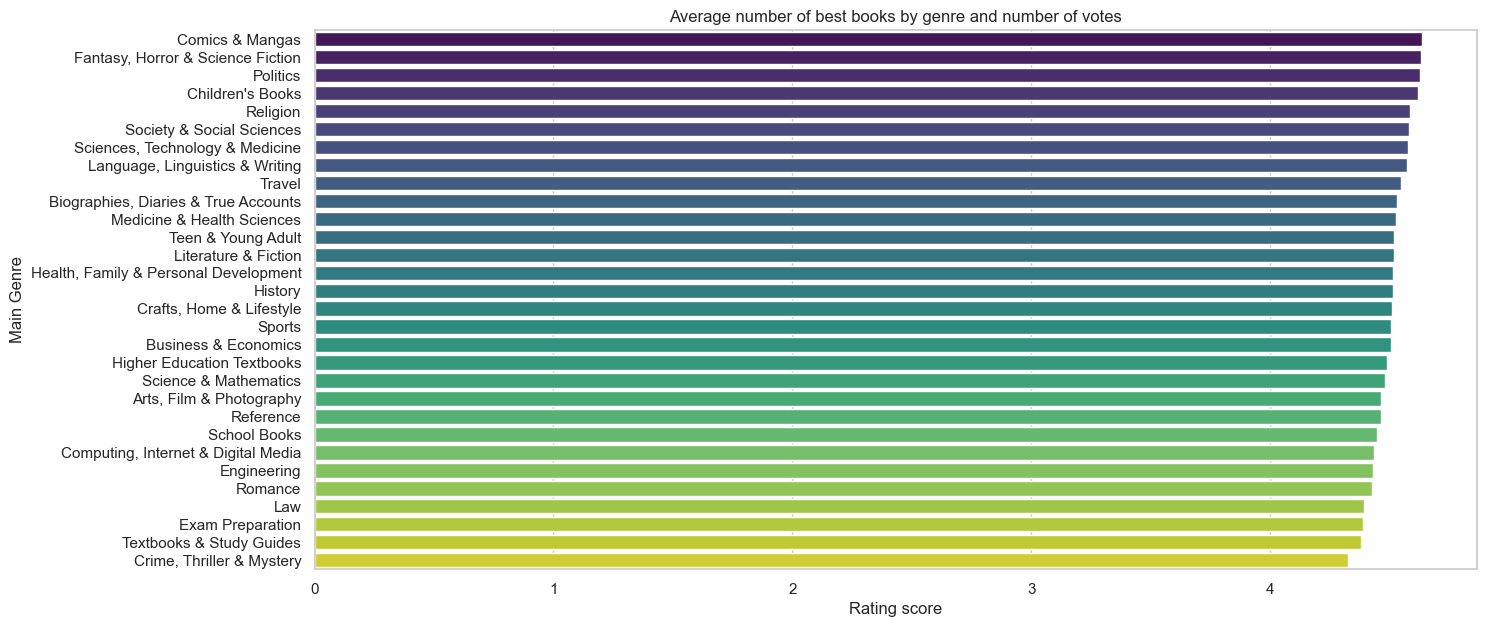 Average number of best books by genre and number of votes
Main Genre
Comics & Mangas
Fantasy, Horror & Science Fiction
Politics
Children's Books
Religion
Society & Social Sciences
Sciences, Technology & Medicine
Language, Linguistics & Writing
Travel
Biographies, Diaries & True Accounts
Medicine & Health Sciences
Teen & Young Adult
Literature & Fiction
Health, Family & Personal Development
History
Crafts, Home & Lifestyle
Sports
Business & Economics
Higher Education Textbooks
Science & Mathematics
Arts, Film & Photography
Reference
School Books
Computing, Internet & Digital Media
Engineering
Romance
Law
Exam Preparation
Textbooks & Study Guides
Crime, Thriller & Mystery
0 1 2 3 4
Rating score